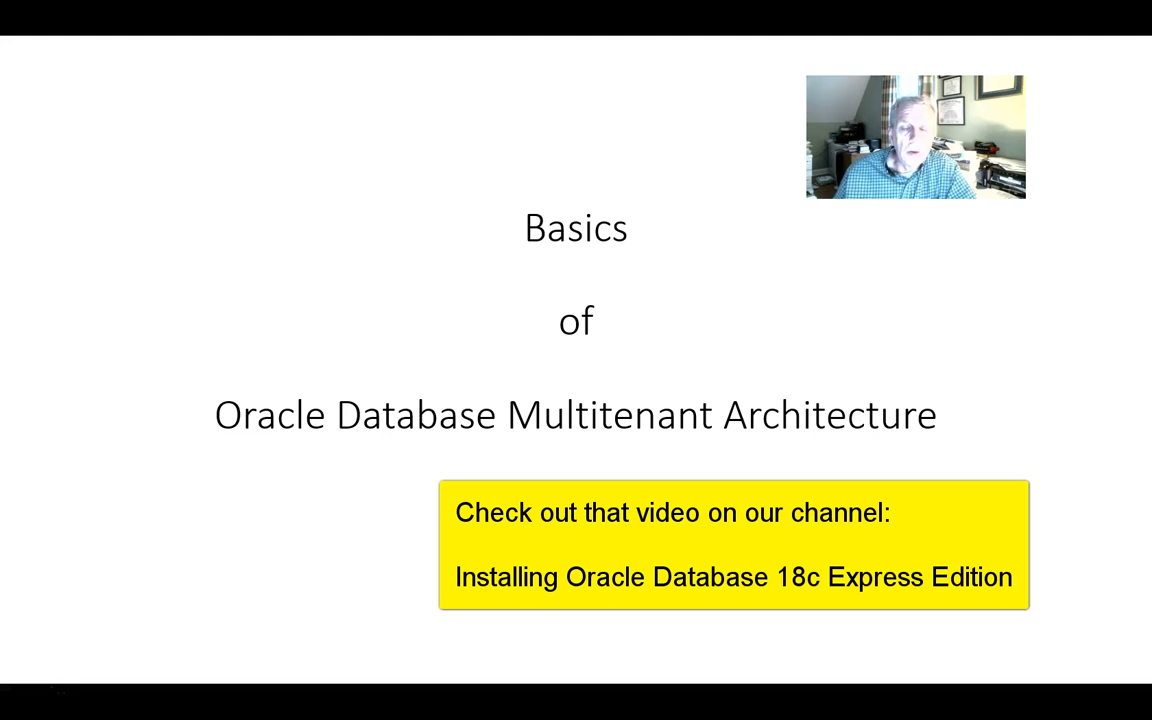 Basics
of
Oracle Database Multitenant Architecture
Check out that video on our channel:
Installing Oracle Database 18c Express Edition